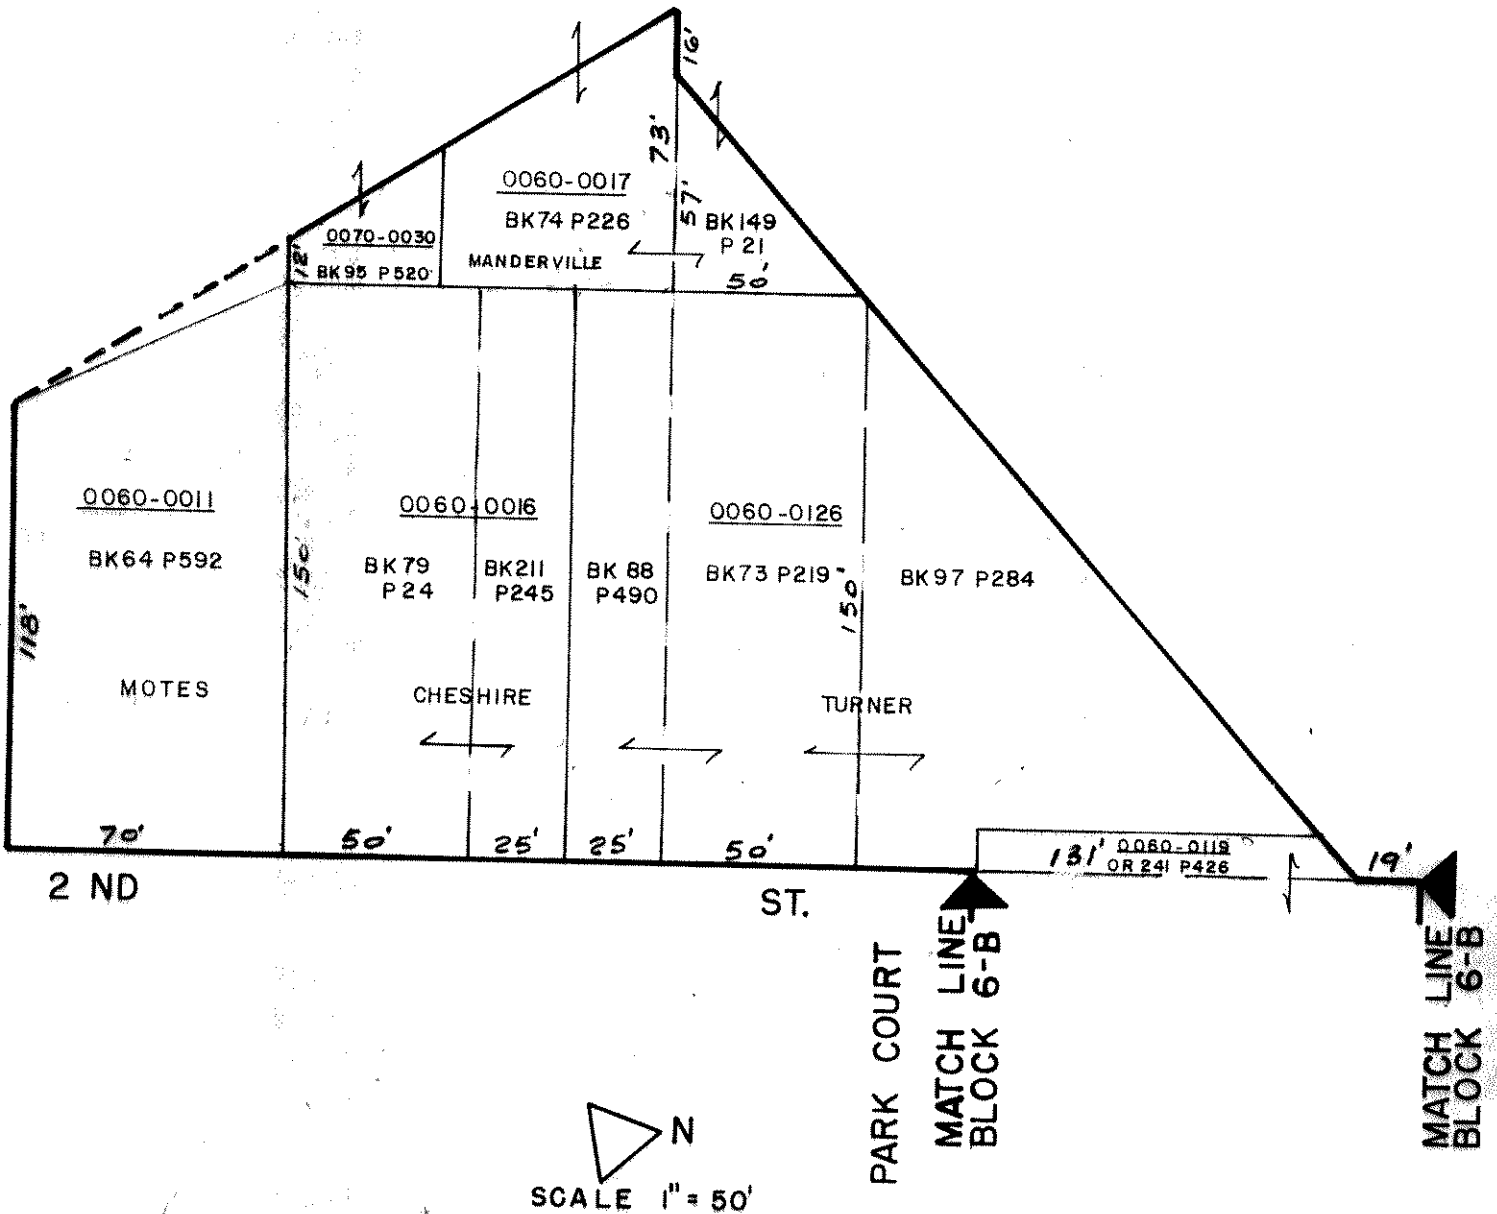 16'
73'
57'
0060-0017
BK74 P226
MANDERVILLE
BK149
P 21
50'
0070-0030
BK95 P520
12'
0060-0011
BK64 P592
MOTES
118'
150'
0060-0016
BK79
P24
BK211
P245
BK 88
P490
CHESHIRE
0060-0126
BK73 P219
150'
BK97 P284
TURNER
70'
50'
25'
25'
50'
131'
OR 241 P426
19'
2 ND
ST.
PARK COURT
MATCH LINE
BLOCK 6-B
MATCH LINE
BLOCK 6-B
N
SCALE 1" = 50'